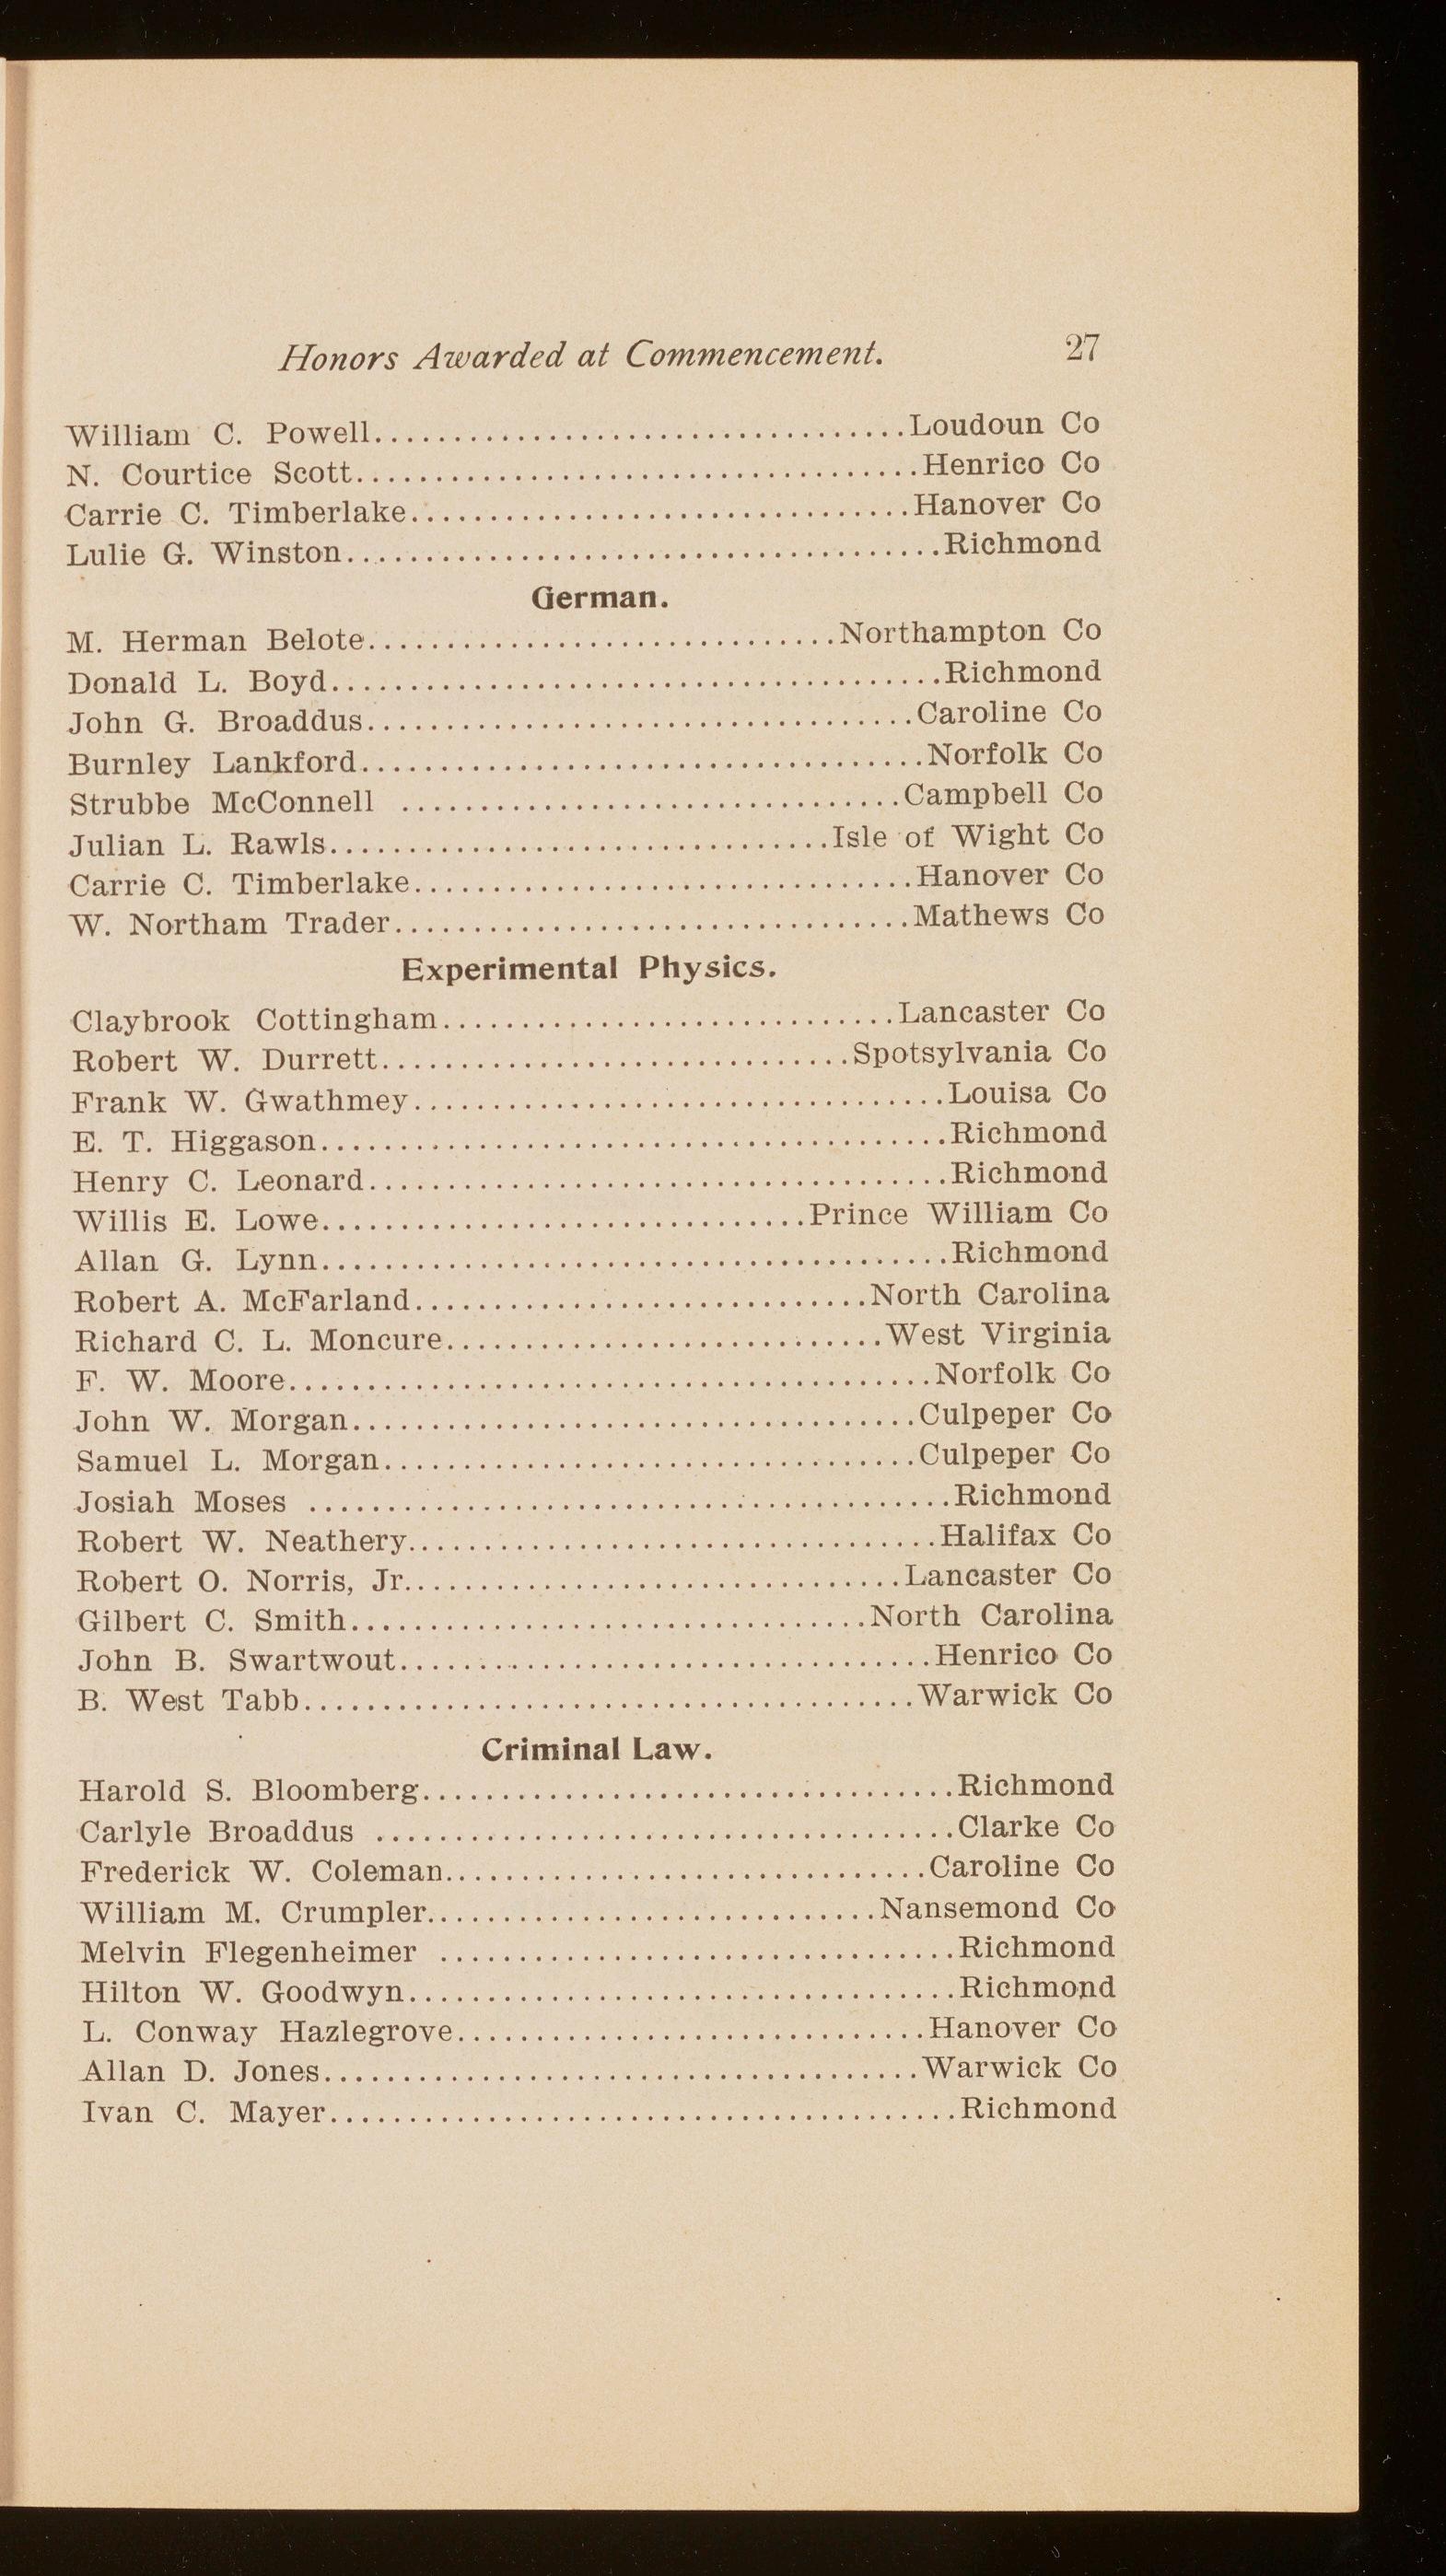 Honors Awarded at Commencement. 27
William C. Powell..................................Loudoun Co
N. Courtice Scott....................................Henrico Co
Carrie C. Timberlake................................Hanover Co
Lulie G. Winston......................................Richmond
German.
M. Herman Belote..............................Northampton Co
Donald L. Boyd.......................................Richmond
John G. Broaddus...................................Caroline Co
Burnley Lankford....................................Norfolk Co
Strubbe McConnell ................................Campbell Co
Julian L. Rawls................................Isle of Wight Co
Carrie C. Timberlake................................Hanover Co
W. Northam Trader.................................Mathews Co
Experimental Physics.
Claybrook Cottingham.............................Lancaster Co
Robert W. Durrett..............................Spotsylvania Co
Frank W. Gwathmey..................................Louisa Co
E. T. Higgason........................................Richmond
Henry C. Leonard.....................................Richmond
Willis E. Lowe...............................Prince William Co
Allan G. Lynn........................................Richmond
Robert A. McFarland.............................North Carolina
Richard C. L. Moncure............................West Virginia
F. W. Moore.........................................Norfolk Co
John W. Morgan....................................Culpeper Co
Samuel L. Morgan..................................Culpeper Co
Josiah Moses .........................................Richmond
Robert W. Neathery..................................Halifax Co
Robert O. Norris, Jr................................Lancaster Co
Gilbert C. Smith.................................North Carolina
John B. Swartwout..................................Henrico Co
B. West Tabb.......................................Warwick Co
Criminal Law.
Harold S. Bloomberg..................................Richmond
Carlyle Broaddus .....................................Clarke Co
Frederick W. Coleman...............................Caroline Co
William M. Crumpler.............................Nansemond Co
Melvin Flegenheimer .................................Richmond
Hilton W. Goodwyn...................................Richmond
L. Conway Hazlegrove..............................Hanover Co
Allan D. Jones......................................Warwick Co
Ivan C. Mayer........................................Richmond